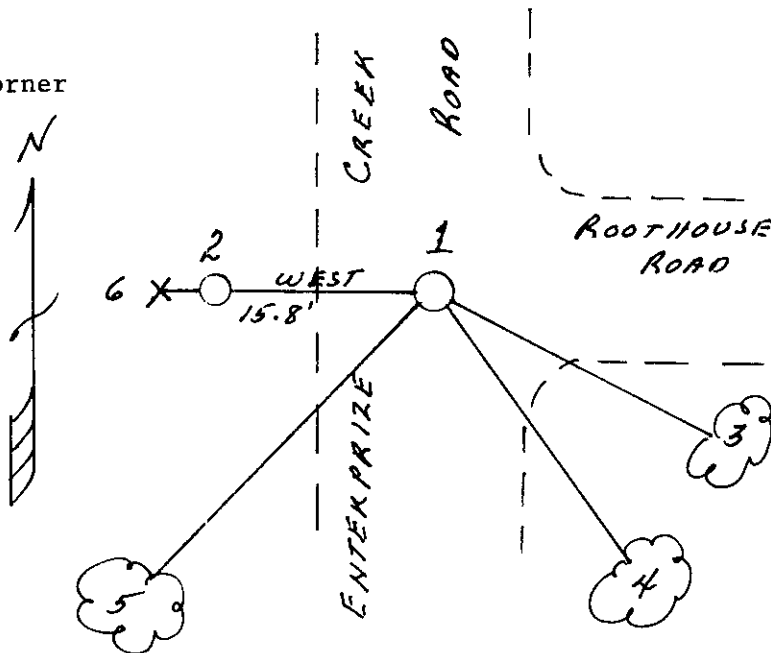 orner
N
CREEK
ROAD
ROOTHOUSE
ROAD
1
2
6
WEST
15.8'
ENTERPRIZE
3
4
5